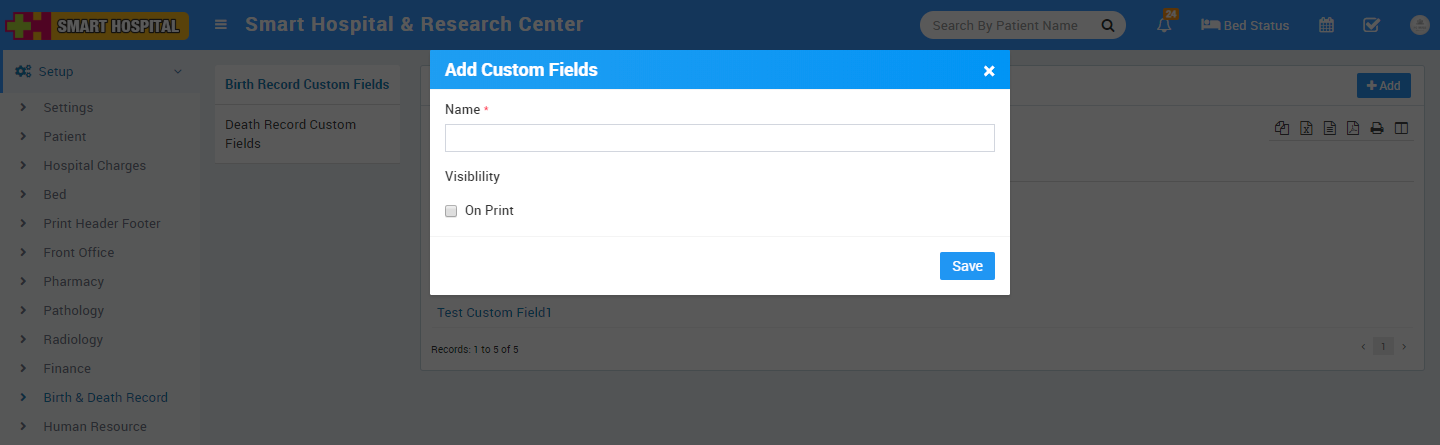 SMART HOSPITAL
Smart Hospital & Research Center
Search By Patient Name
24
Bed Status
Setup
Settings
Patient
Hospital Charges
Bed
Print Header Footer
Front Office
Pharmacy
Pathology
Radiology
Finance
Birth & Death Record
Human Resource
Birth Record Custom Fields
Death Record Custom
Fields
Add
Add Custom Fields
×
Name *
Visiblility
On Print
Save
Test Custom Field1
Records: 1 to 5 of 5
‹ 1 ›